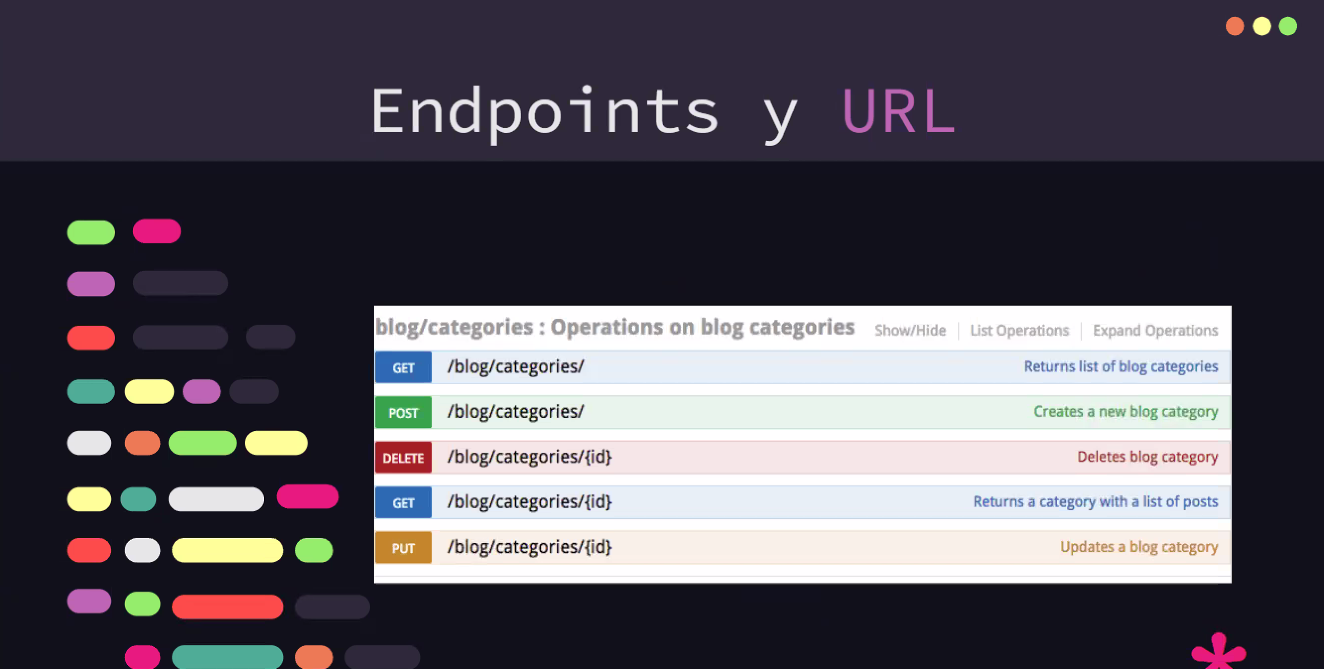 Endpoints y URL
blog/categories : Operations on blog categories Show/Hide List Operations Expand Operations
GET /blog/categories/ Returns list of blog categories
POST /blog/categories/ Creates a new blog category
DELETE /blog/categories/{id} Deletes blog category
GET /blog/categories/{id} Returns a category with a list of posts
PUT /blog/categories/{id} Updates a blog category